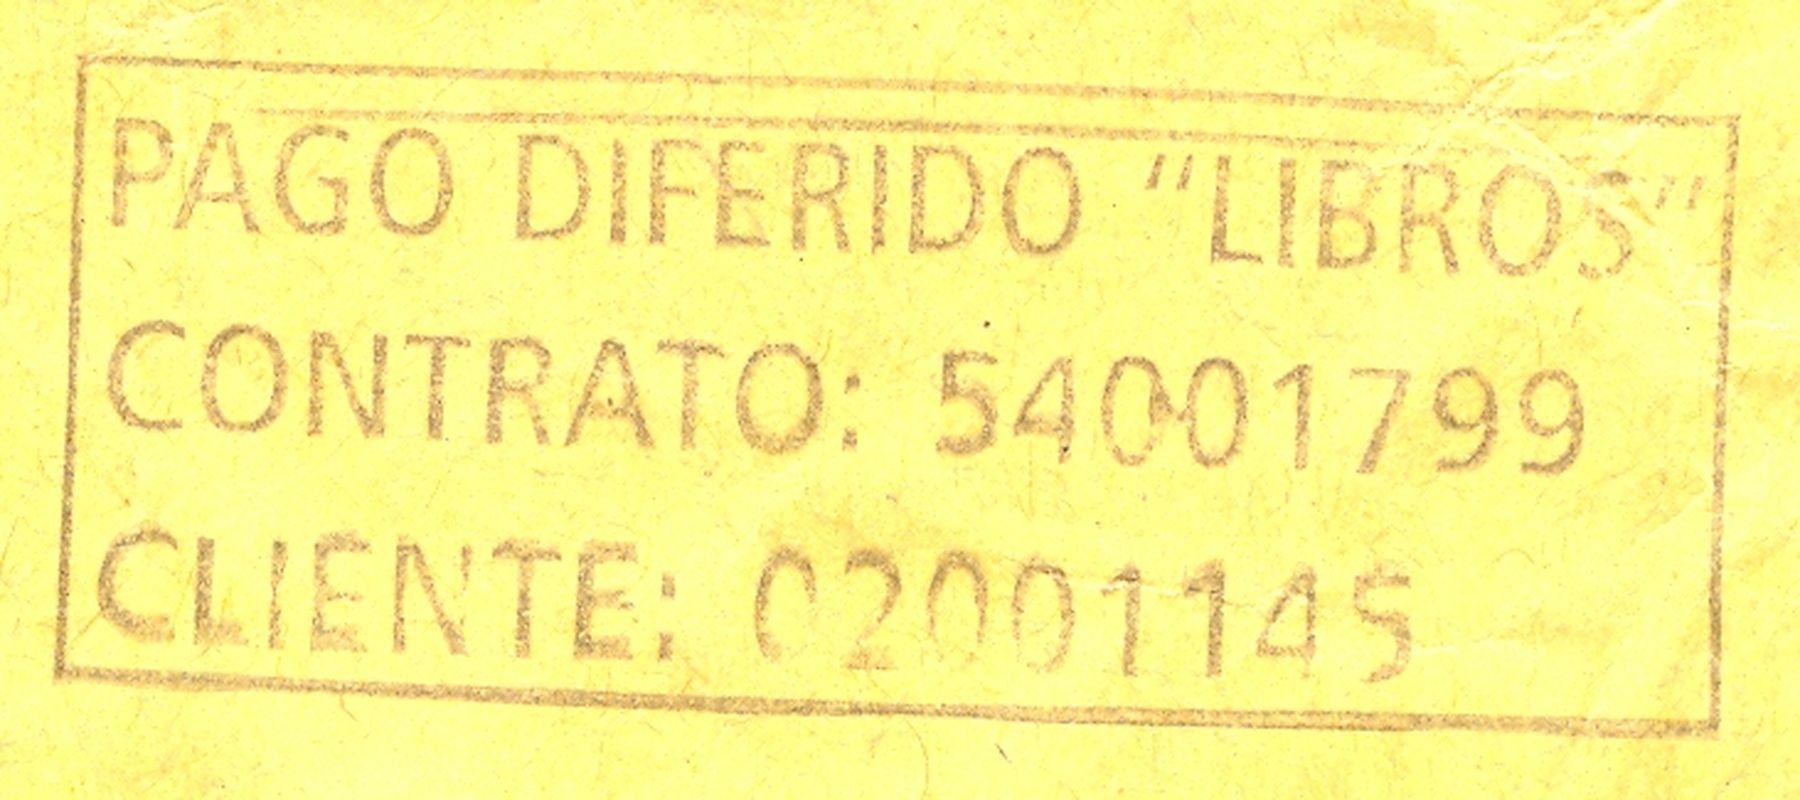 PAGO DIFERIDO “LIBROS”
CONTRATO: 54001799
CLIENTE: 02001145